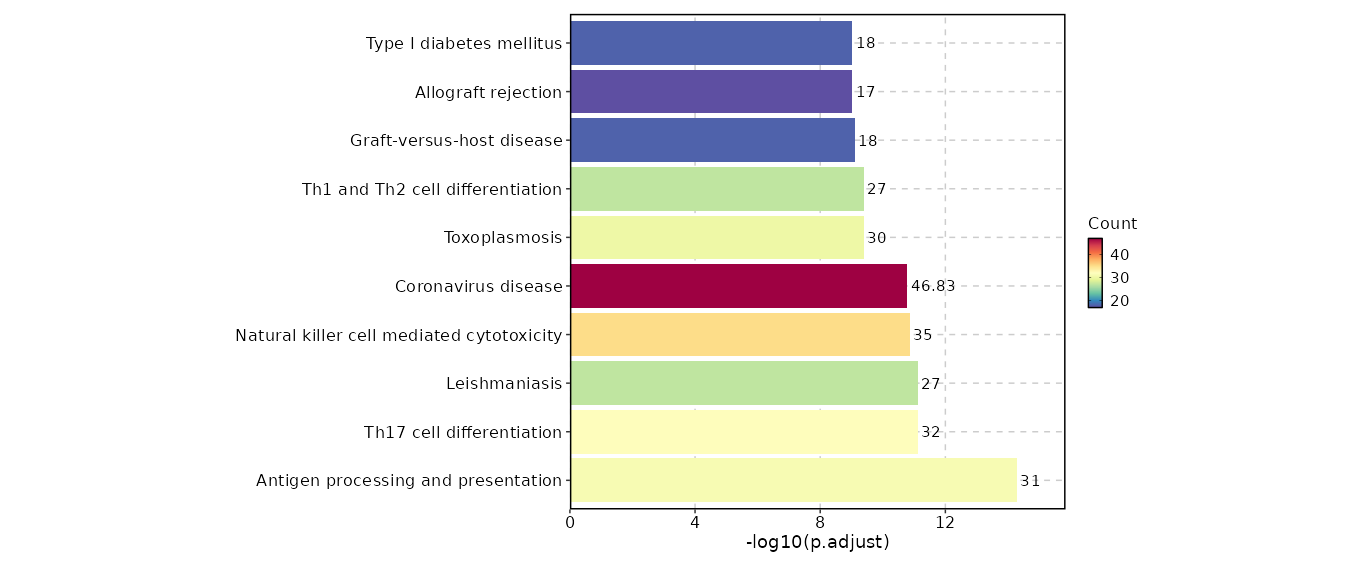 Type I diabetes mellitus 18
Allograft rejection 17
Graft-versus-host disease 18
Th1 and Th2 cell differentiation 27
Toxoplasmosis 30
Coronavirus disease 46.83
Natural killer cell mediated cytotoxicity 35
Leishmaniasis 27
Th17 cell differentiation 32
Antigen processing and presentation 31
0 4 8 12
-log10(p.adjust)
Count
40
30
20